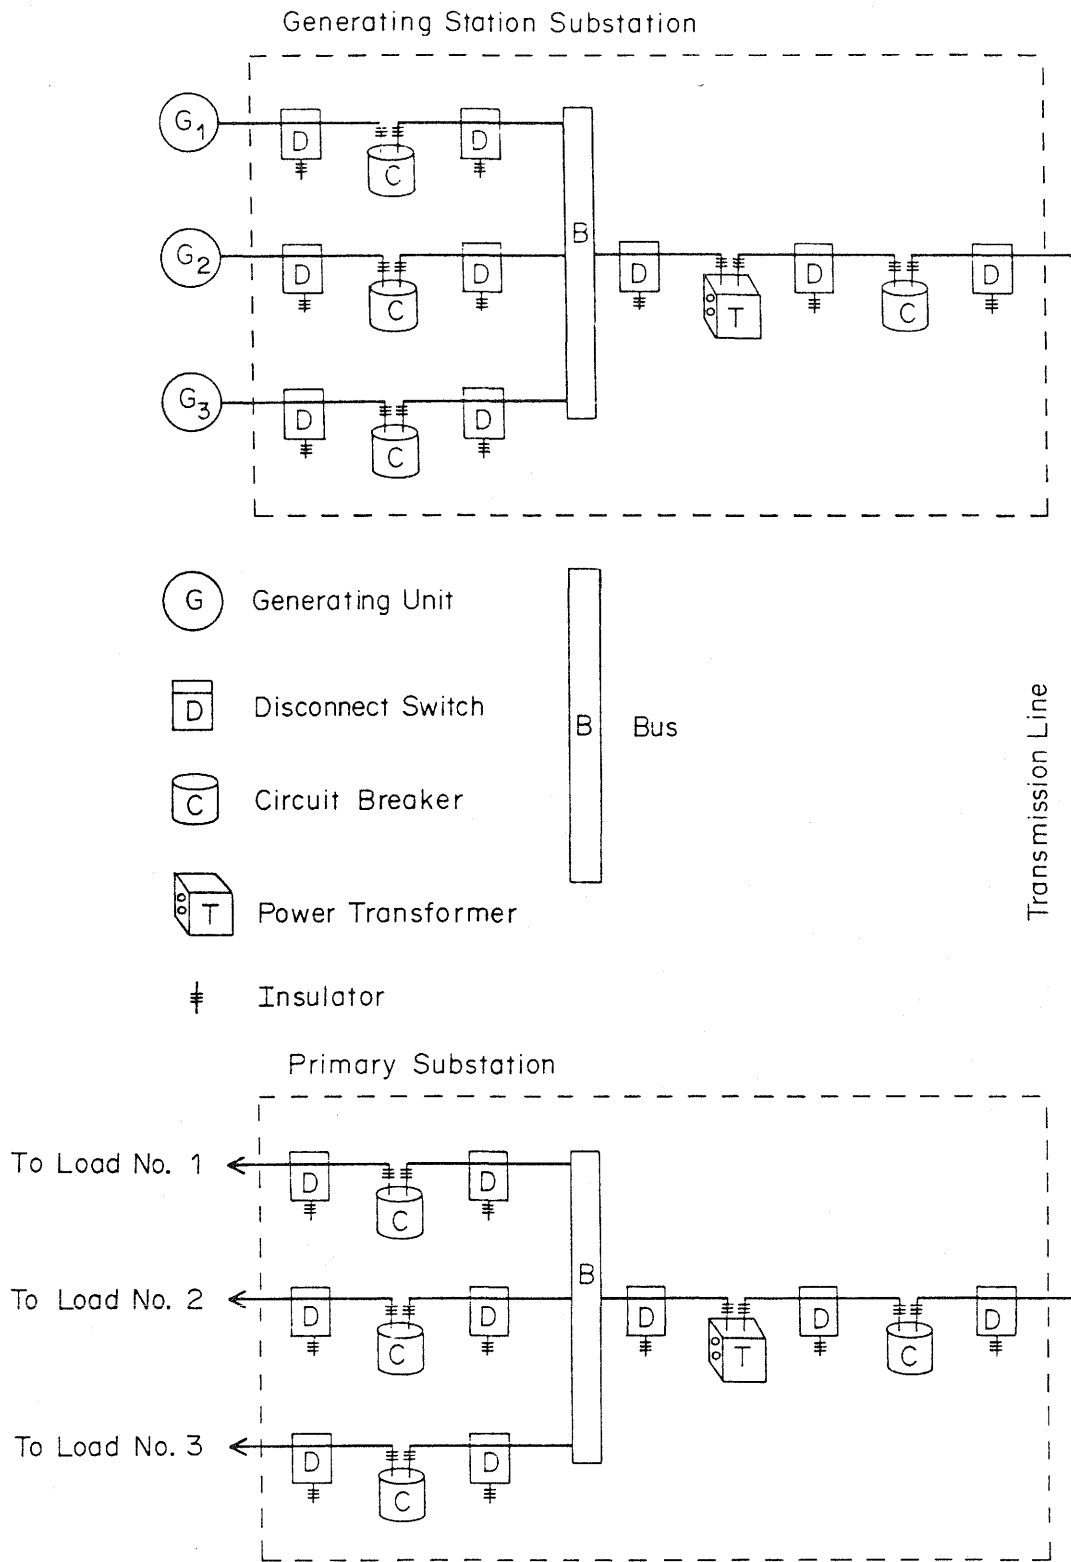 Generating Station Substation
G1 D C D
B
G2 D C D D T D C D
G3 D C D
G Generating Unit
D Disconnect Switch
B Bus
C Circuit Breaker
T Power Transformer
Insulator
Transmission Line
Primary Substation
To Load No. 1 D C D
B
To Load No. 2 D C D D T D C D
To Load No. 3 D C D